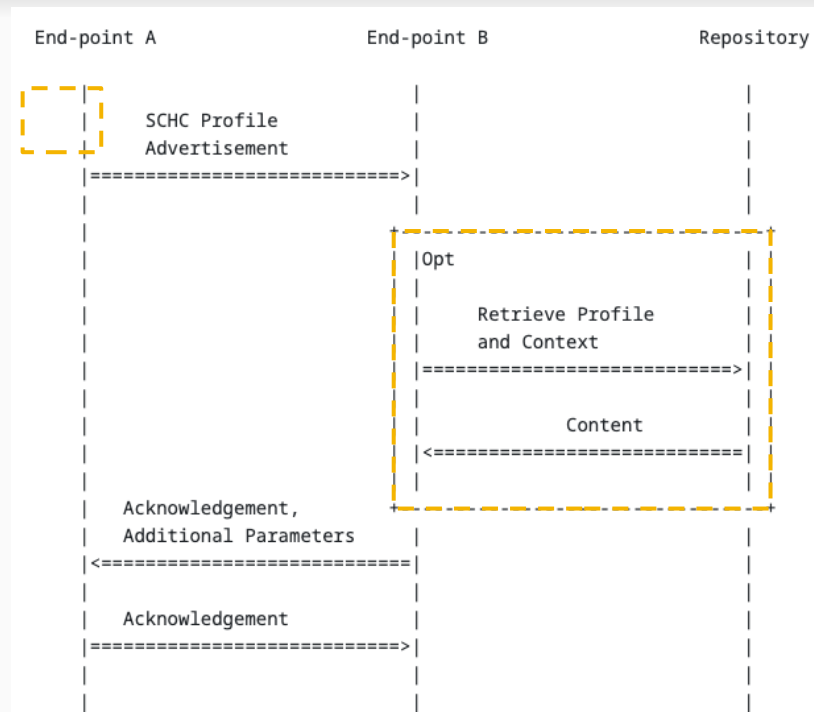 End-point A End-point B Repository
SCHC Profile
Advertisement
|============================>|
|Opt
Retrieve Profile
and Context
|============================>|
Content
|<============================|
Acknowledgement,
Additional Parameters
|<============================|
Acknowledgement
|============================>|